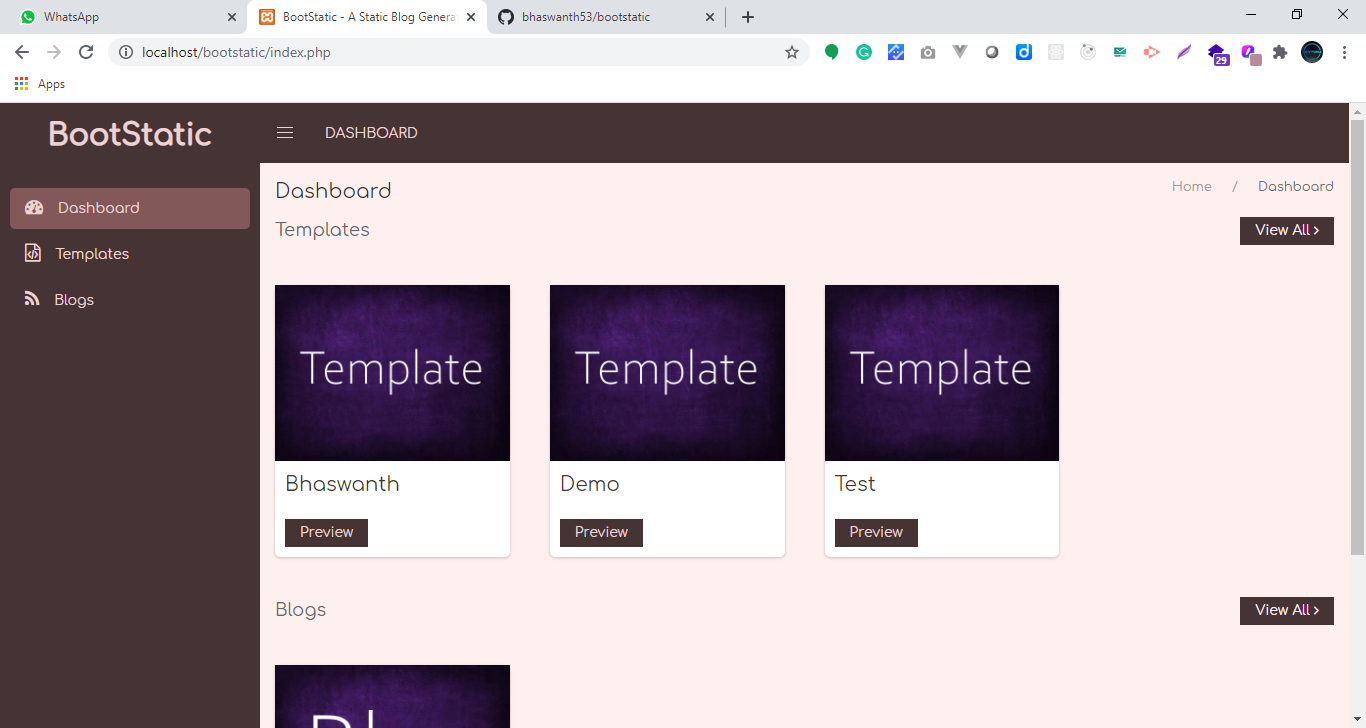 WhatsApp
BootStatic - A Static Blog Genera
bhaswanth53/bootstatic
localhost/bootstatic/index.php
29
Apps
BootStatic
DASHBOARD
Dashboard
Templates
Blogs
Dashboard
Home / Dashboard
Templates
View All >
Template
Template
Template
Bhaswanth
Demo
Test
Preview
Preview
Preview
Blogs
View All >